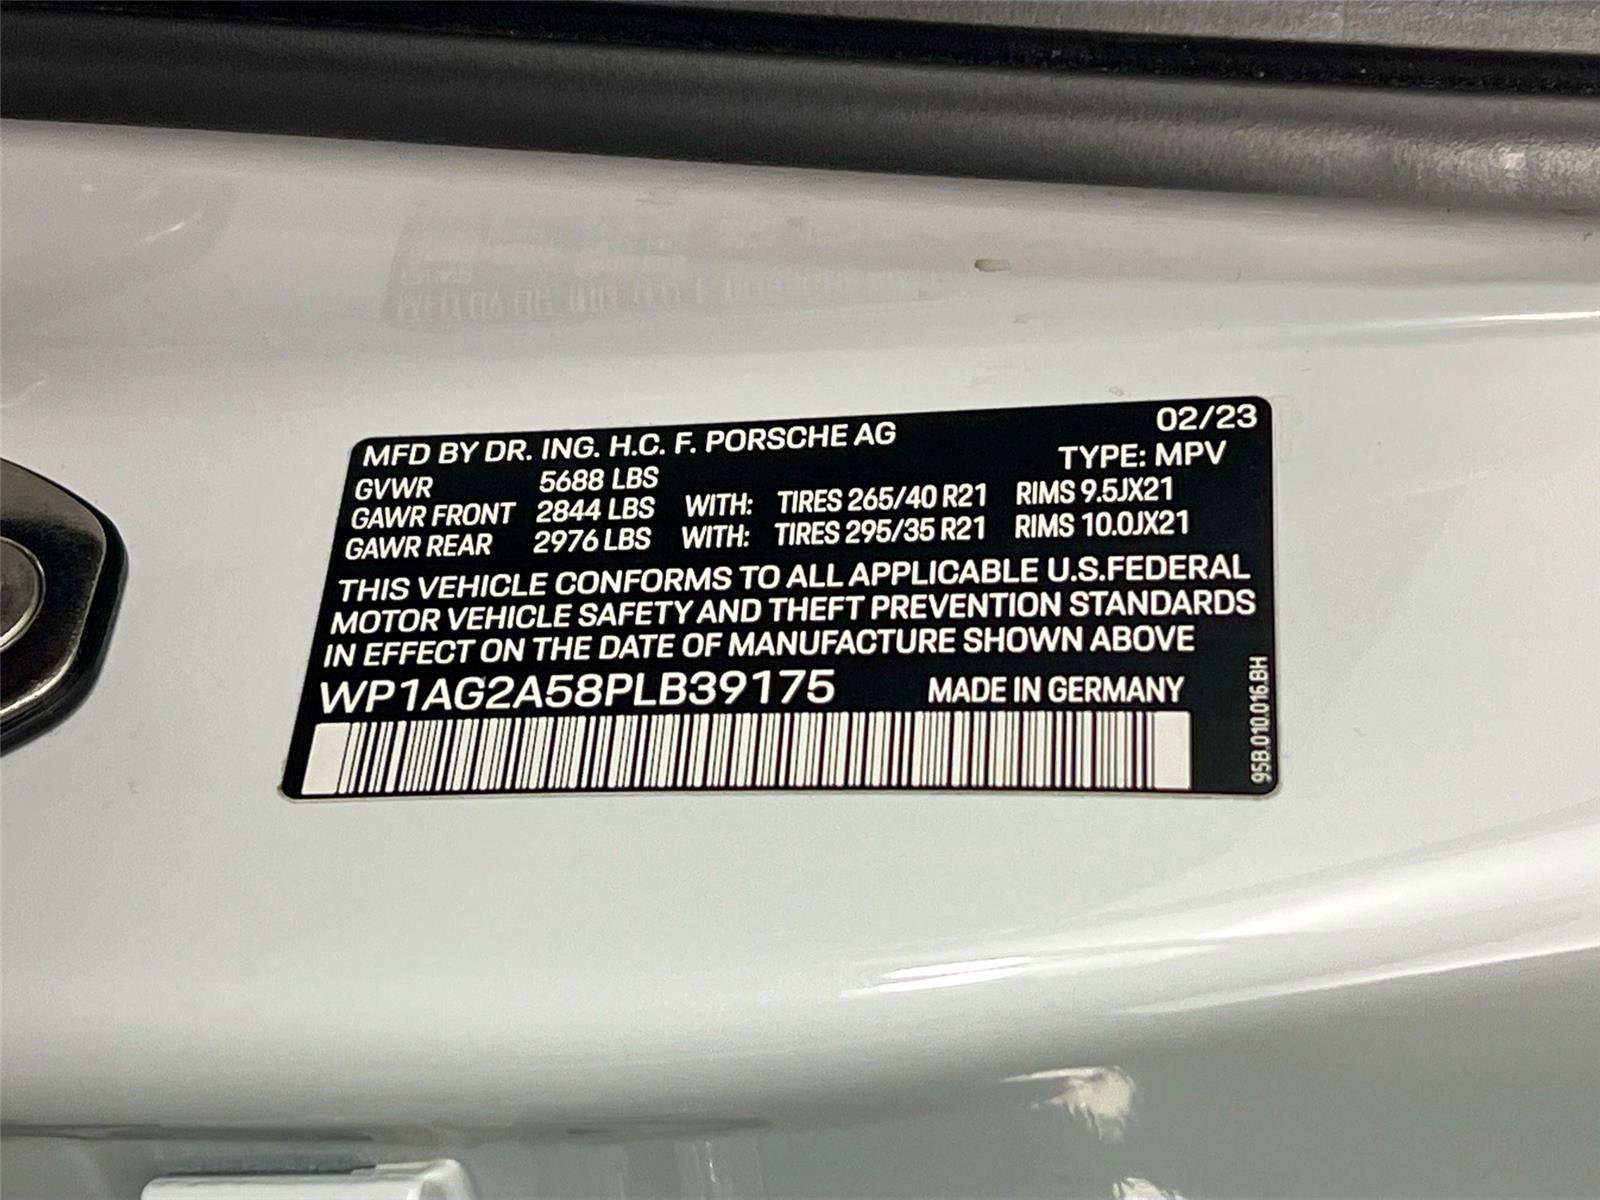 02/23
MFD BY DR. ING. H.C. F. PORSCHE AG
TYPE: MPV
GVWR 5688 LBS
GAWR FRONT 2844 LBS WITH: TIRES 265/40 R21 RIMS 9.5JX21
GAWR REAR 2976 LBS WITH: TIRES 295/35 R21 RIMS 10.0JX21
THIS VEHICLE CONFORMS TO ALL APPLICABLE U.S.FEDERAL
MOTOR VEHICLE SAFETY AND THEFT PREVENTION STANDARDS
IN EFFECT ON THE DATE OF MANUFACTURE SHOWN ABOVE
WP1AG2A58PLB39175 MADE IN GERMANY
95B.010.016.BH